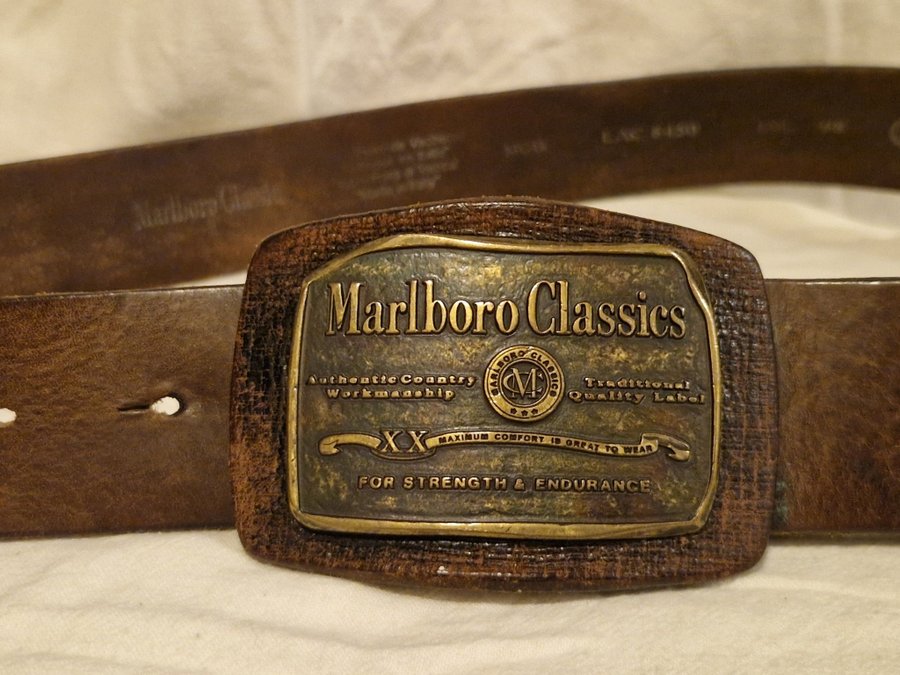 Marlboro Classics
Marlboro Classics
Authentic Country
Workmanship
MARLBORO CLASSICS
MC
Traditional
Quality Label
XX MAXIMUM COMFORT IS GREAT TO WEAR
FOR STRENGTH & ENDURANCE